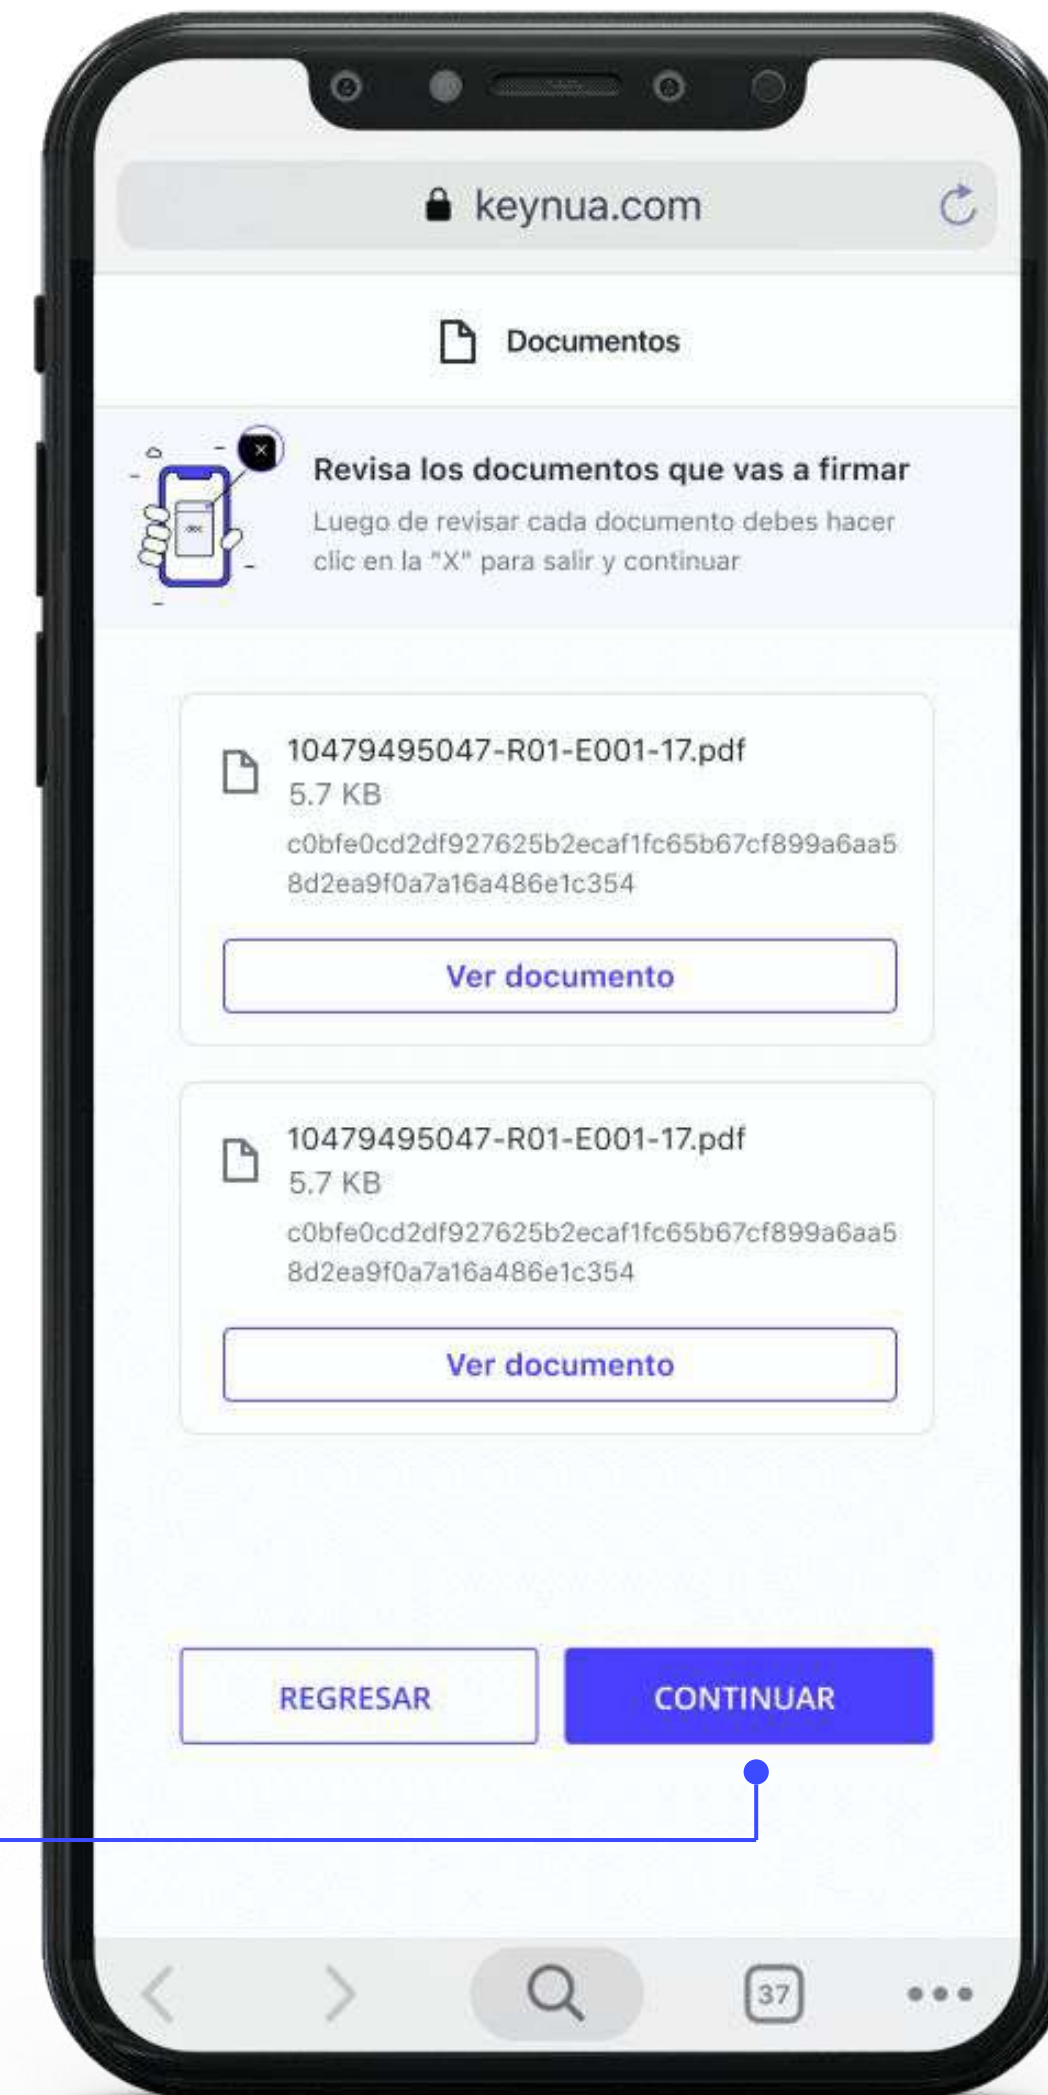 keynua.com
Documentos
Revisa los documentos que vas a firmar
Luego de revisar cada documento debes hacer
clic en la "X" para salir y continuar
10479495047-R01-E001-17.pdf
5.7 KB
c0bfe0cd2df927625b2ecaf1fc65b67cf899a6aa5
8d2ea9f0a7a16a486e1c354
Ver documento
10479495047-R01-E001-17.pdf
5.7 KB
c0bfe0cd2df927625b2ecaf1fc65b67cf899a6aa5
8d2ea9f0a7a16a486e1c354
Ver documento
REGRESAR CONTINUAR
37